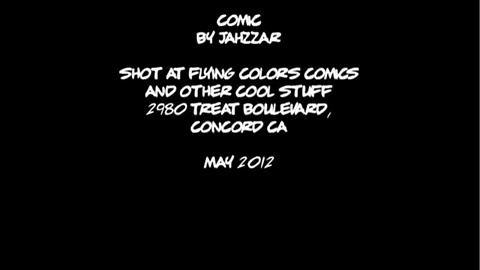 COMIC
BY JAHZZAR
SHOT AT FLYING COLORS COMICS
AND OTHER COOL STUFF
2980 TREAT BOULEVARD,
CONCORD CA
MAY 2012